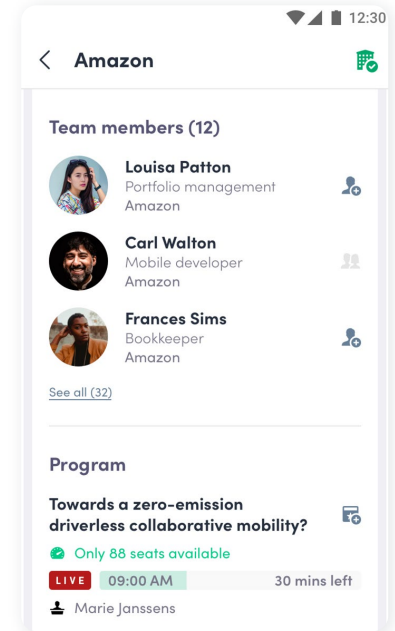 12:30
Amazon
Team members (12)
Louisa Patton
Portfolio management
Amazon
Carl Walton
Mobile developer
Amazon
Frances Sims
Bookkeeper
Amazon
See all (32)
Program
Towards a zero-emission
driverless collaborative mobility?
Only 88 seats available
LIVE 09:00 AM 30 mins left
Marie Janssens